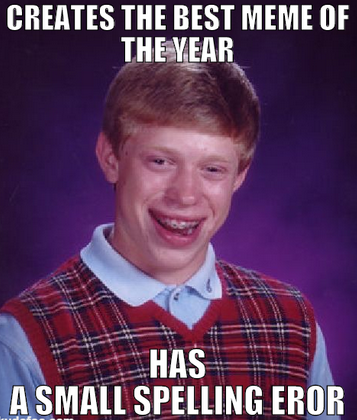 CREATES THE BEST MEME OF
THE YEAR
HAS
A SMALL SPELLING EROR